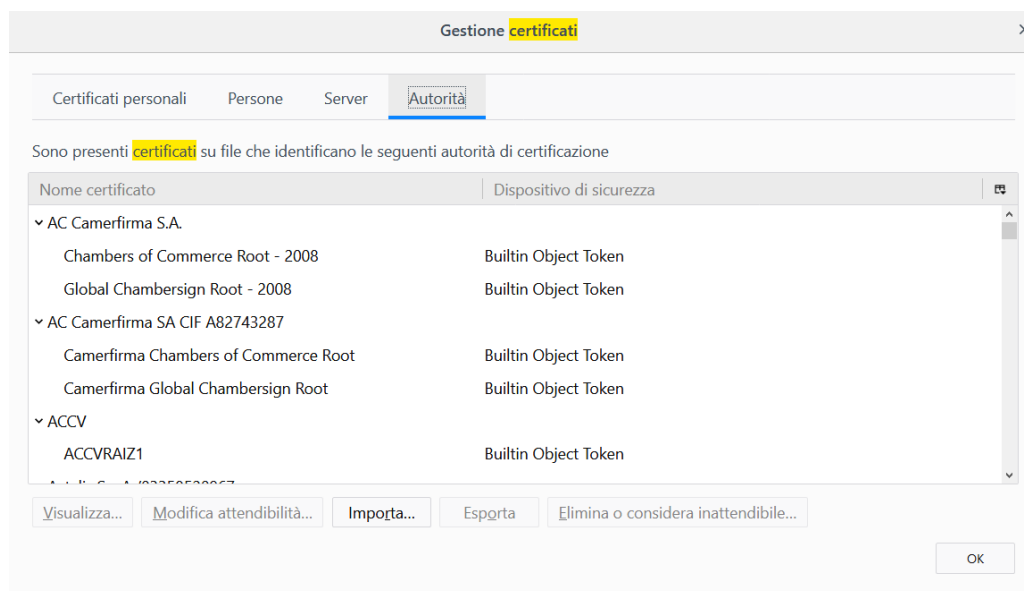 Gestione certificati
Certificati personali Persone Server Autorità
Sono presenti certificati su file che identificano le seguenti autorità di certificazione
Nome certificato Dispositivo di sicurezza
AC Camerfirma S.A.
Chambers of Commerce Root - 2008 Builtin Object Token
Global Chambersign Root - 2008 Builtin Object Token
AC Camerfirma SA CIF A82743287
Camerfirma Chambers of Commerce Root Builtin Object Token
Camerfirma Global Chambersign Root Builtin Object Token
ACCV
ACCVRAIZ1 Builtin Object Token
Visualizza... Modifica attendibilità... Importa... Esporta Elimina o considera inattendibile...
OK